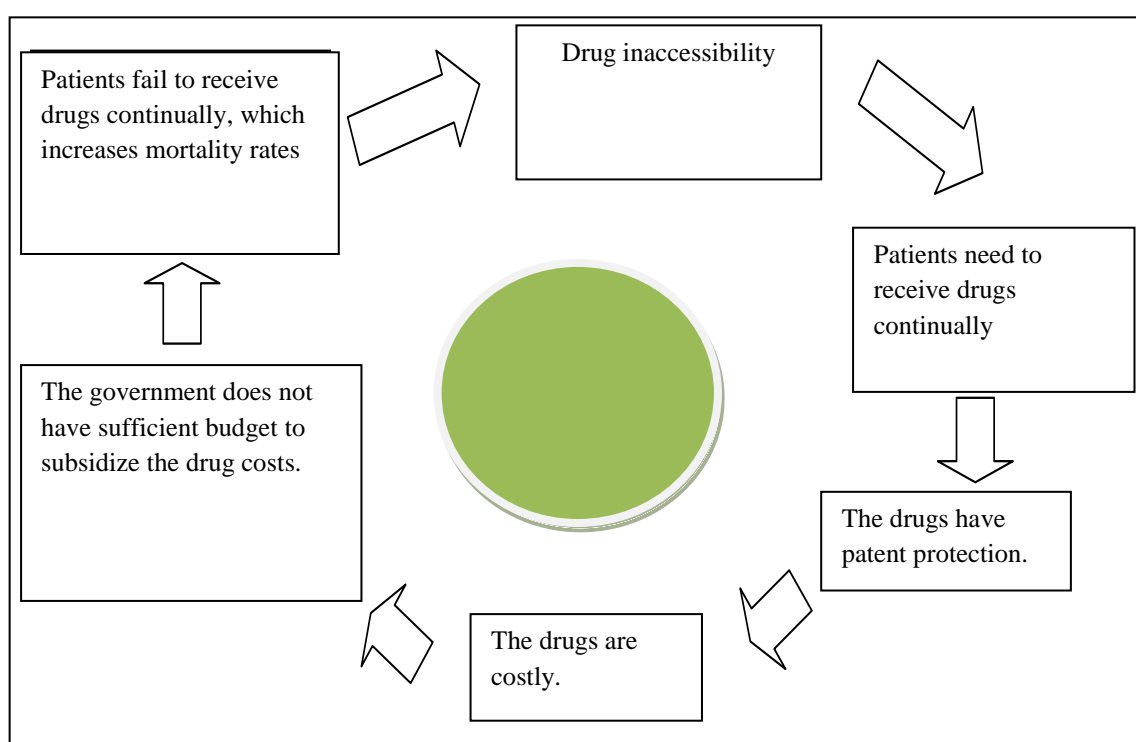 Drug inaccessibility
Patients need to
receive drugs
continually
The drugs have
patent protection.
The drugs are
costly.
The government does not
have sufficient budget to
subsidize the drug costs.
Patients fail to receive
drugs continually, which
increases mortality rates